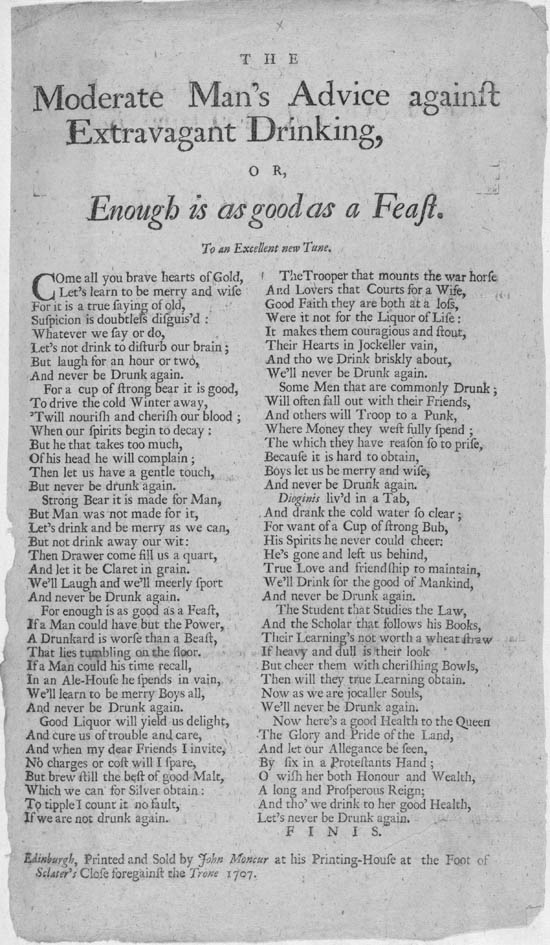 THE
Moderate Man's Advice againſt
Extravagant Drinking,
OR,
Enough is as good as a Feaſt.
To an Excellent new Tune.
COme all you brave hearts of Gold,
Let's learn to be merry and wiſe
For it is a true ſaying of old,
Suſpicion is doubtleſs diſguis'd :
Whatever we ſay or do,
Let's not drink to diſturb our brain ;
But laugh for an hour or two,
And never be Drunk again.
For a cup of ſtrong bear it is good,
To drive the cold Winter away,
'Twill nouriſh and cheriſh our blood ;
When our ſpirits begin to decay :
But he that takes too much,
Of his head he will complain ;
Then let us have a gentle touch,
But never be drunk again.
Strong Bear it is made for Man,
But Man was not made for it,
Let's drink and be merry as we can,
But not drink away our wit:
Then Drawer come fill us a quart,
And let it be Claret in grain.
We'll Laugh and we'll meerly ſport
And never be Drunk again.
For enough is as good as a Feaſt,
If a Man could have but the Power,
A Drunkard is worſe than a Beaſt,
That lies tumbling on the floor.
If a Man could his time recall,
In an Ale-Houſe he ſpends in vain,
We'll learn to be merry Boys all,
And never be Drunk again.
Good Liquor will yield us delight,
And cure us of trouble and care,
And when my dear Friends I invite,
No charges or coſt will I ſpare,
But brew ſtill the beſt of good Malt,
Which we can for Silver obtain :
To tipple I count it no fault,
If we are not drunk again.
The Trooper that mounts the war horſe
And Lovers that Courts for a Wife,
Good Faith they are both at a loſs,
Were it not for the Liquor of Life :
It makes them couragious and ſtout,
Their Hearts in Jockeller vain,
And tho we Drink briskly about,
We'll never be Drunk again.
Some Men that are commonly Drunk ;
Will often fall out with their Friends,
And others will Troop to a Punk,
Where Money they weſt fully ſpend ;
The which they have reaſon ſo to priſe,
Becauſe it is hard to obtain,
Boys let us be merry and wiſe,
And never be Drunk again.
Dioginis liv'd in a Tab,
And drank the cold water ſo clear ;
For want of a Cup of ſtrong Bub,
His Spirits he never could cheer:
He's gone and left us behind,
True Love and friendſhip to maintain,
We'll Drink for the good of Mankind,
And never be Drunk again.
The Student that Studies the Law,
And the Scholar that follows his Books,
Their Learning's not worth a wheat ſtraw
If heavy and dull is their look
But cheer them with cheriſhing Bowls,
Then will they true Learning obtain.
Now as we are jocaller Souls,
We'll never be Drunk again.
Now here's a good Health to the Queen
The Glory and Pride of the Land,
And let our Allegance be ſeen,
By ſix in a Proteſtants Hand ;
O' wiſh her both Honour and Wealth,
A long and Proſperous Reign;
And tho' we drink to her good Health,
Let's never be Drunk again.
FINIS.
Edinburgh, Printed and Sold by John Moncur at his Printing-Houſe at the Foot of
Sclater's Cloſe foregainſt the Trone 1707.